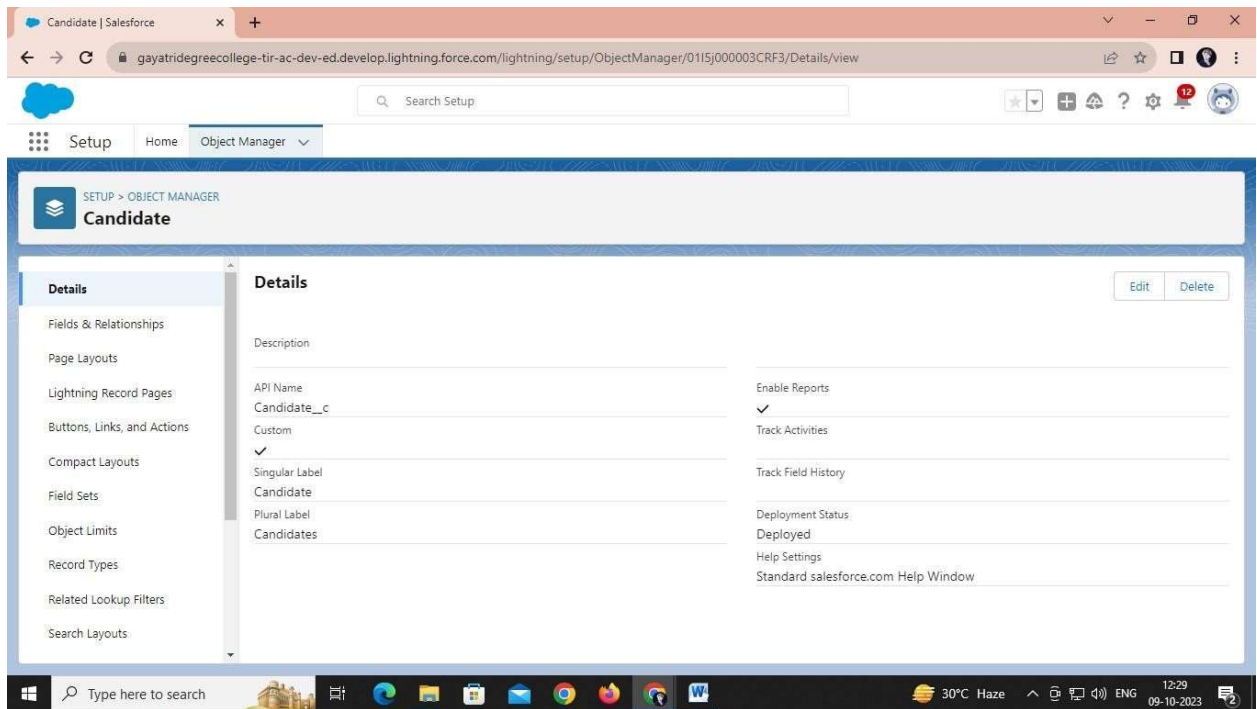 Candidate | Salesforce
gayatridegreecollege-tir-ac-dev-ed.develop.lightning.force.com/lightning/setup/ObjectManager/01I5j000003CRF3/Details/view
Search Setup
12
Setup Home Object Manager
SETUP > OBJECT MANAGER
Candidate
Details
Fields & Relationships
Page Layouts
Lightning Record Pages
Buttons, Links, and Actions
Compact Layouts
Field Sets
Object Limits
Record Types
Related Lookup Filters
Search Layouts
Details
Edit Delete
Description
API Name
Candidate__c
Custom
Singular Label
Candidate
Plural Label
Candidates
Enable Reports
Track Activities
Track Field History
Deployment Status
Deployed
Help Settings
Standard salesforce.com Help Window
Type here to search
30°C Haze
ENG
12:29
09-10-2023
2